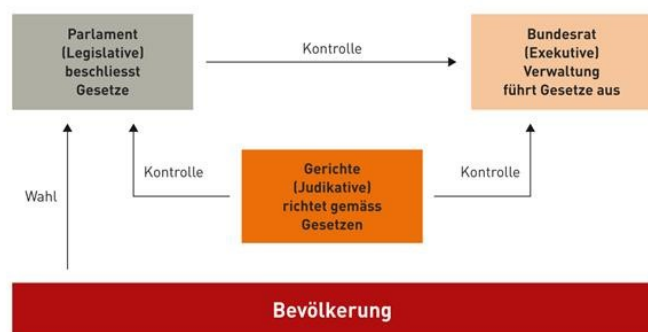 Parlament
(Legislative)
beschliesst
Gesetze
Kontrolle
Bundesrat
(Exekutive)
Verwaltung
führt Gesetze aus
Wahl
Kontrolle
Gerichte
(Judikative)
richtet gemäss
Gesetzen
Kontrolle
Bevölkerung